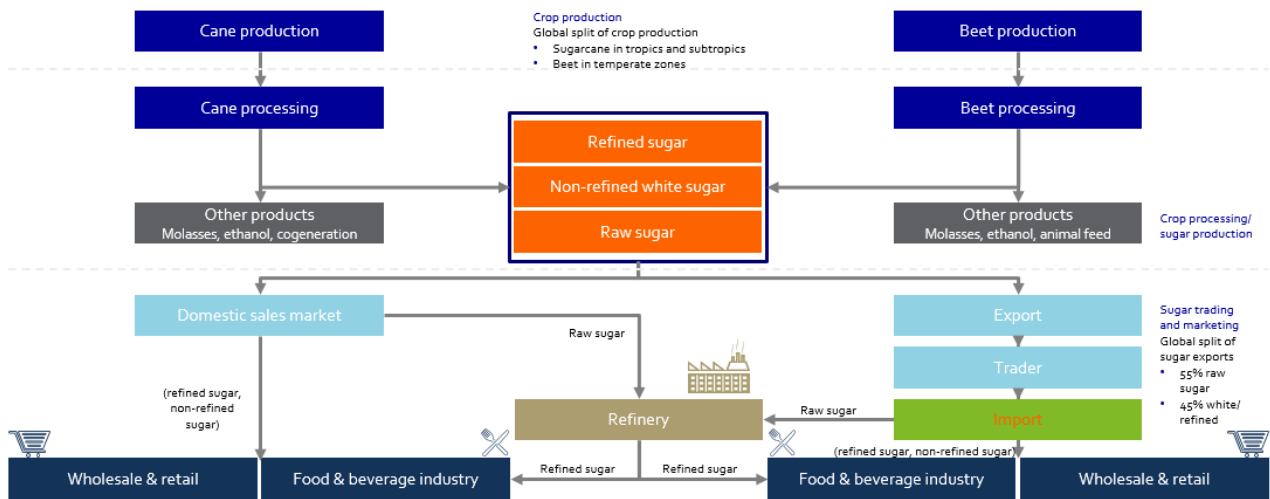 Cane production
Crop production
Global split of crop production
• Sugarcane in tropics and subtropics
• Beet in temperate zones
Beet production
Cane processing
Beet processing
Refined sugar
Non-refined white sugar
Raw sugar
Other products
Molasses, ethanol, cogeneration
Other products
Molasses, ethanol, animal feed
Crop processing/
sugar production
Domestic sales market
Raw sugar
Export
Trader
Import
Sugar trading
and marketing
Global split of
sugar exports
• 55% raw
sugar
• 45% white/
refined
(refined sugar,
non-refined
sugar)
Refinery
Raw sugar
(refined sugar, non-refined sugar)
Refined sugar
Refined sugar
Wholesale & retail
Food & beverage industry
Food & beverage industry
Wholesale & retail